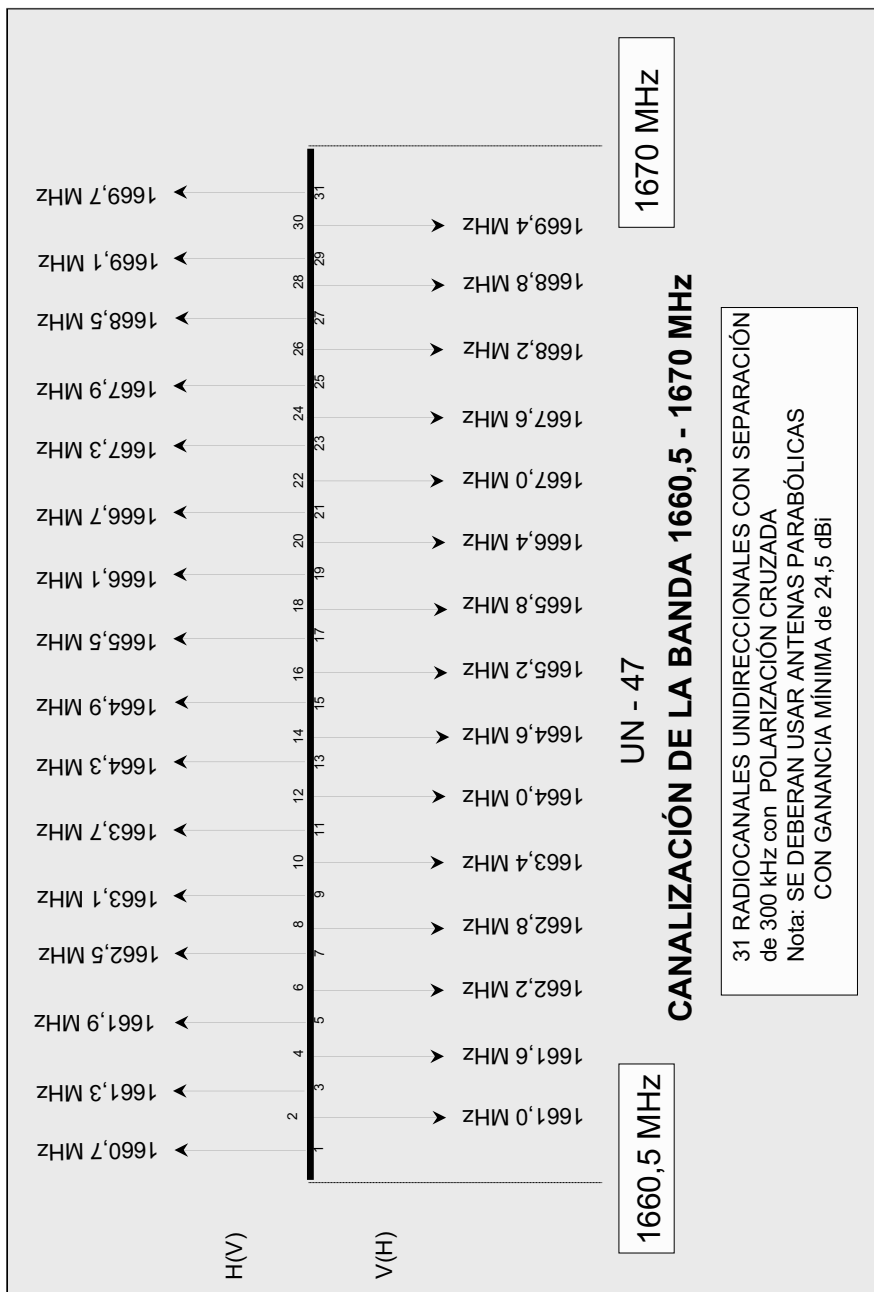 H(V)
1660,7 MHz
1661,3 MHz
1661,9 MHz
1662,5 MHz
1663,1 MHz
1663,7 MHz
1664,3 MHz
1664,9 MHz
1665,5 MHz
1666,1 MHz
1666,7 MHz
1667,3 MHz
1667,9 MHz
1668,5 MHz
1669,1 MHz
1669,7 MHz
2
4
6
8
10
12
14
16
18
20
22
24
26
28
30
1
3
5
7
9
11
13
15
17
19
21
23
25
27
29
31
V(H)
1661,0 MHz
1661,6 MHz
1662,2 MHz
1662,8 MHz
1663,4 MHz
1664,0 MHz
1664,6 MHz
1665,2 MHz
1665,8 MHz
1666,4 MHz
1667,0 MHz
1667,6 MHz
1668,2 MHz
1668,8 MHz
1669,4 MHz
1660,5 MHz
1670 MHz
UN - 47
CANALIZACIÓN DE LA BANDA 1660,5 - 1670 MHz
31 RADIOCANALES UNIDIRECCIONALES CON SEPARACIÓN
de 300 kHz con POLARIZACIÓN CRUZADA
Nota: SE DEBERAN USAR ANTENAS PARABÓLICAS
CON GANANCIA MÍNIMA de 24,5 dBi